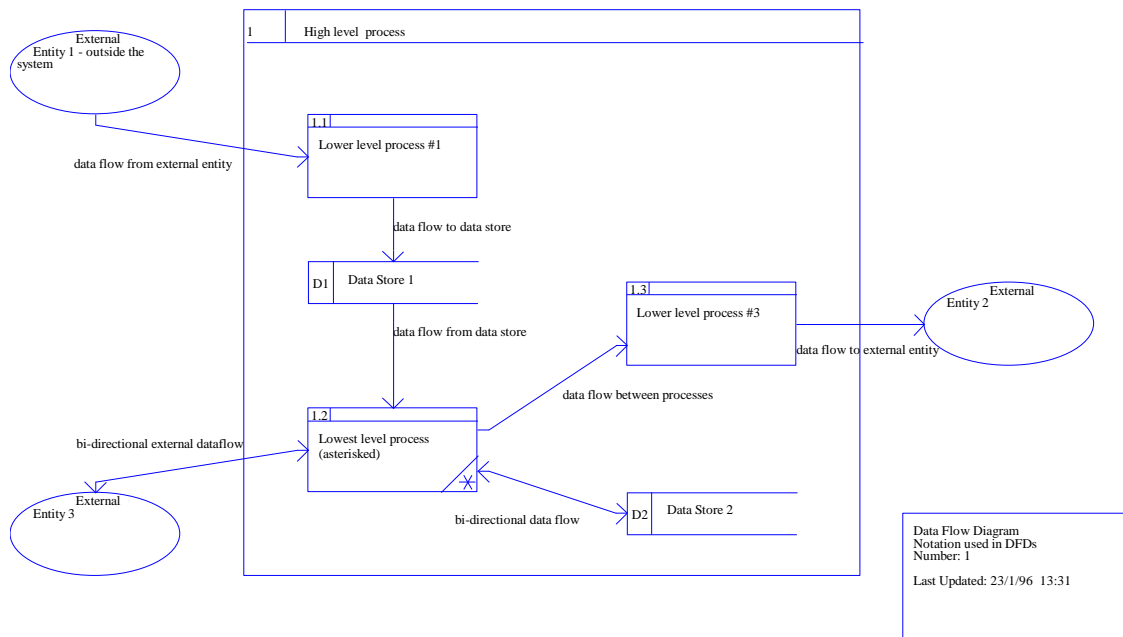 1
High level  process
External
Entity 1 - outside the
system
1.1
Lower level process #1
data flow from external entity
data flow to data store
D1
Data Store 1
1.3
Lower level process #3
External
Entity 2
data flow from data store
data flow to external entity
data flow between processes
1.2
Lowest level process
(asterisked)
bi-directional external dataflow
External
Entity 3
bi-directional data flow
D2
Data Store 2
Data Flow Diagram
Notation used in DFDs
Number: 1
Last Updated: 23/1/96  13:31